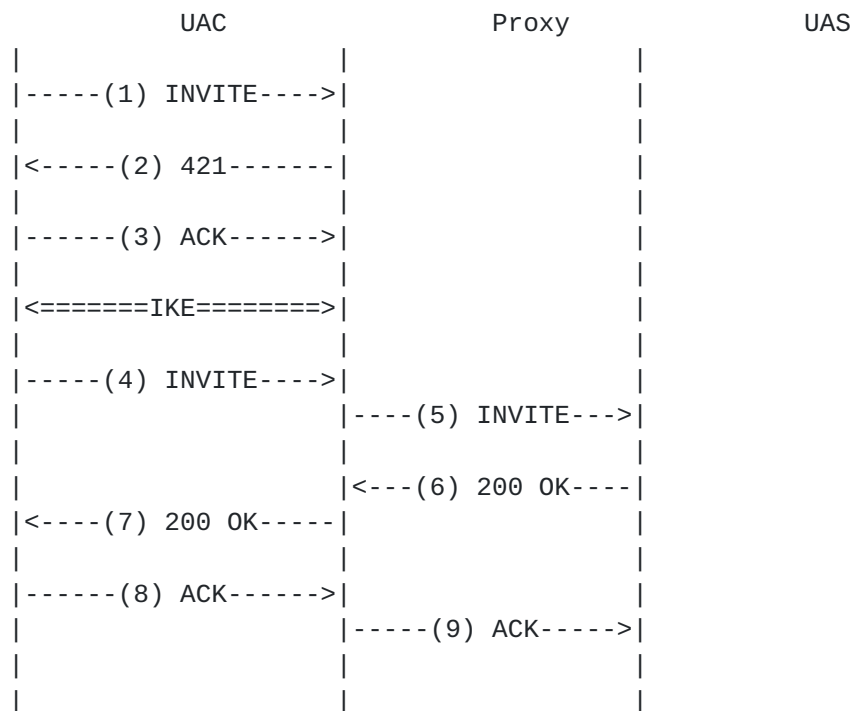 UAC Proxy UAS
| | |
|-----(1) INVITE---->| |
| | |
|<-----(2) 421-------| |
| | |
|------(3) ACK------>| |
| | |
|<=======IKE========>| |
| | |
|-----(4) INVITE---->| |
| |----(5) INVITE--->|
| | |
| |<---(6) 200 OK----|
|<----(7) 200 OK-----| |
| | |
|------(8) ACK------>| |
| |-----(9) ACK----->|
| | |
| | |